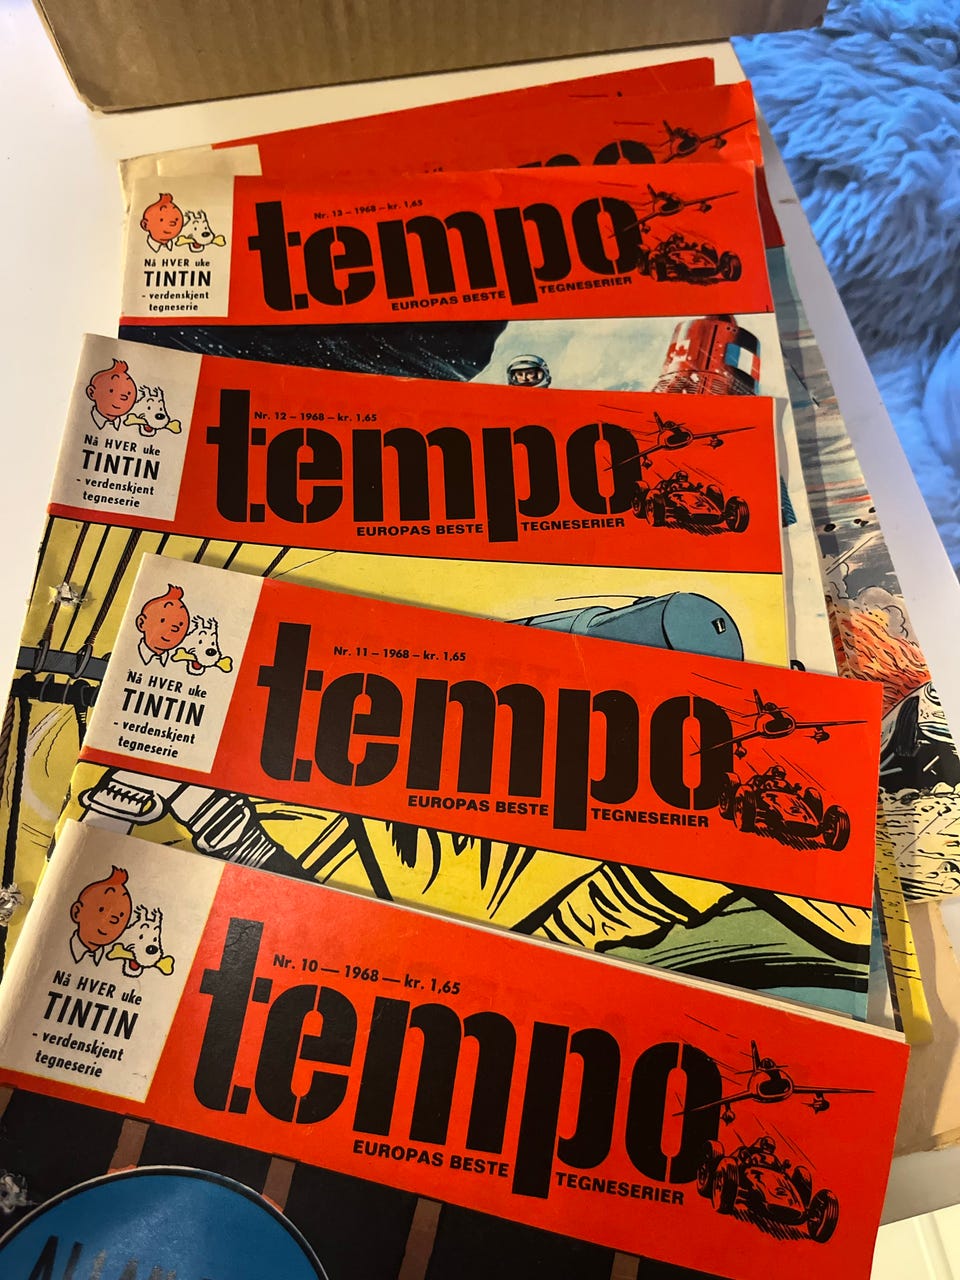 tempo
Nr. 13 – 1968 – kr. 1,65
tempo
EUROPAS BESTE TEGNESERIER
Nå HVER uke
TINTIN
- verdenskjent
tegneserie
Nr. 12 – 1968 – kr. 1,65
tempo
EUROPAS BESTE TEGNESERIER
Nå HVER uke
TINTIN
- verdenskjent
tegneserie
L
Nr. 11 – 1968 – kr. 1,65
tempo
EUROPAS BESTE TEGNESERIER
Nå HVER uke
TINTIN
- verdenskjent
tegneserie
Nr. 10 — 1968 — kr. 1,65
tempo
EUROPAS BESTE TEGNESERIER
Nå HVER uke
TINTIN
- verdenskjent
tegneserie